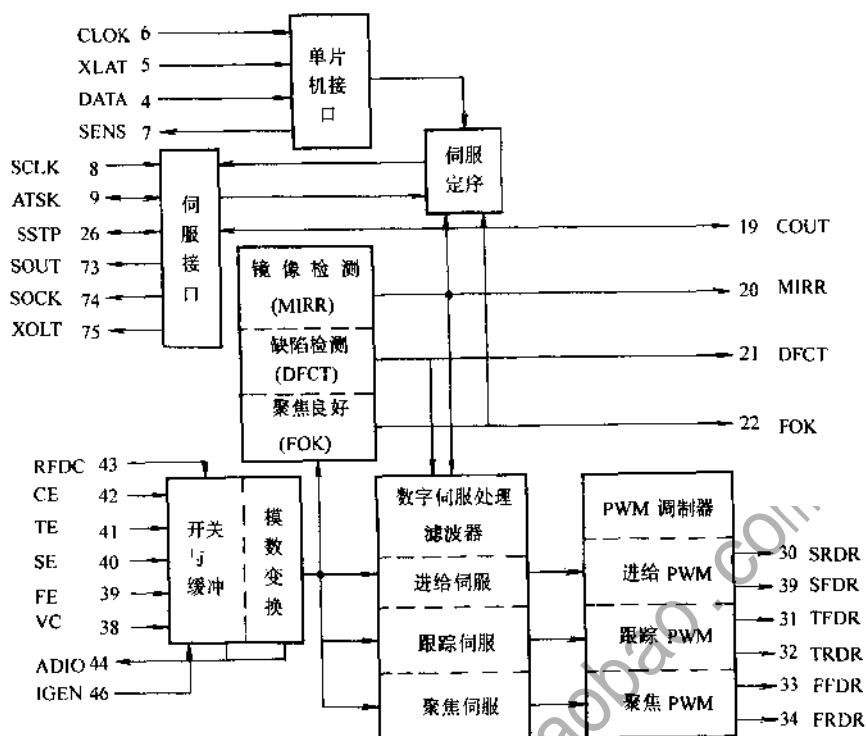 CLOK 6
XLAT 5
DATA 4
SENS 7
单片
机接
口
SCLK 8
ATSK 9
SSTP 26
SOUT 73
SOCK 74
XOLT 75
伺
服
接
口
伺服
定序
19 COUT
镜像检测
(MIRR)
20 MIRR
缺陷检测
(DFCT)
21 DFCT
聚焦良好
(FOK)
22 FOK
RFDC 43
CE 42
TE 41
SE 40
FE 39
VC 38
ADIO 44
IGEN 46
开关
与
缓冲
模
数
变
换
数字伺服处理
滤波器
进给伺服
跟踪伺服
聚焦伺服
PWM 调制器
进给 PWM
跟踪 PWM
聚焦 PWM
30 SRDR
39 SFDR
31 TFDR
32 TRDR
33 FFDR
34 FRDR
aobao.com